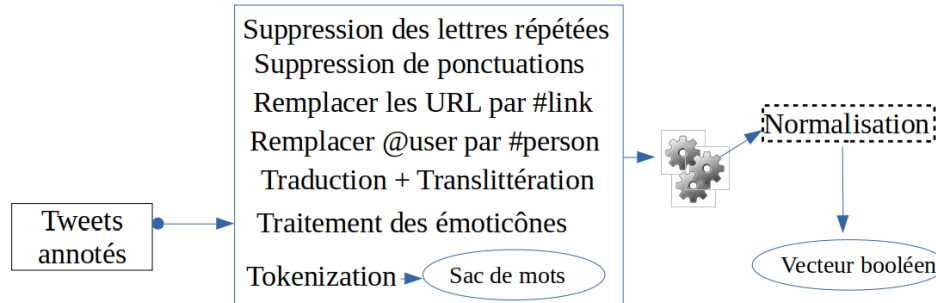 Suppression des lettres répétées
Suppression de ponctuations
Remplacer les URL par #link
Remplacer @user par #person
Traduction + Translittération
Traitement des émoticônes
Tokenization
Sac de mots
Tweets
annotés
Normalisation
Vecteur booléen